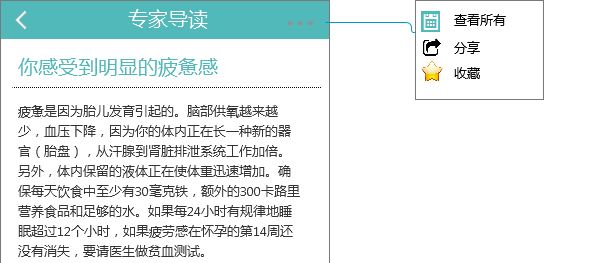 专家导读
你感受到明显的疲惫感
疲惫是因为胎儿发育引起的。脑部供氧越来越
少，血压下降，因为你的体内正在长一种新的器
官（胎盘），从汗腺到肾脏排泄系统工作加倍。
另外，体内保留的液体正在使体重迅速增加。确
保每天饮食中至少有30毫克铁，额外的300卡路里
营养食品和足够的水。如果每24小时有规律地睡
眠超过12个小时，如果疲劳感在怀孕的第14周还
没有消失，要请医生做贫血测试。
查看所有
分享
收藏